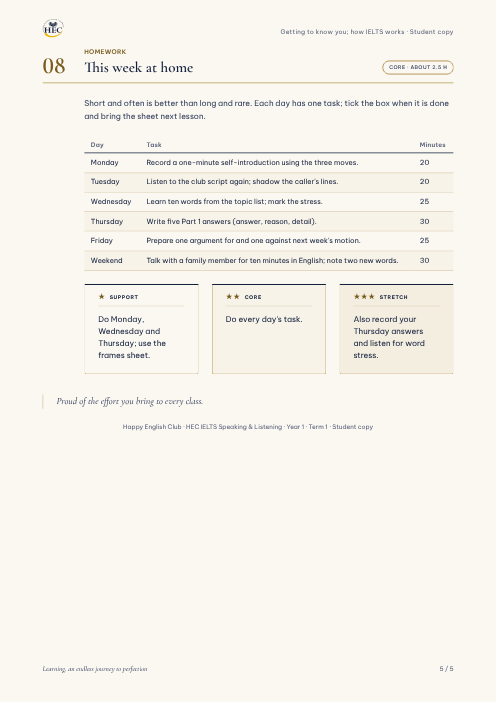 HEC
Getting to know you; how IELTS works · Student copy
HOMEWORK
08 This week at home
CORE · ABOUT 2.5 H
Short and often is better than long and rare. Each day has one task; tick the box when it is done
and bring the sheet next lesson.
Day Task Minutes
Monday Record a one-minute self-introduction using the three moves. 20
Tuesday Listen to the club script again; shadow the caller's lines. 20
Wednesday Learn ten words from the topic list; mark the stress. 25
Thursday Write five Part 1 answers (answer, reason, detail). 30
Friday Prepare one argument for and one against next week's motion. 25
Weekend Talk with a family member for ten minutes in English; note two new words. 30
★ SUPPORT
Do Monday,
Wednesday and
Thursday; use the
frames sheet.
★★ CORE
Do every day's task.
★★★ STRETCH
Also record your
Thursday answers
and listen for word
stress.
Proud of the effort you bring to every class.
Happy English Club · HEC IELTS Speaking & Listening · Year 1 · Term 1 · Student copy
Learning, an endless journey to perfection
5 / 5